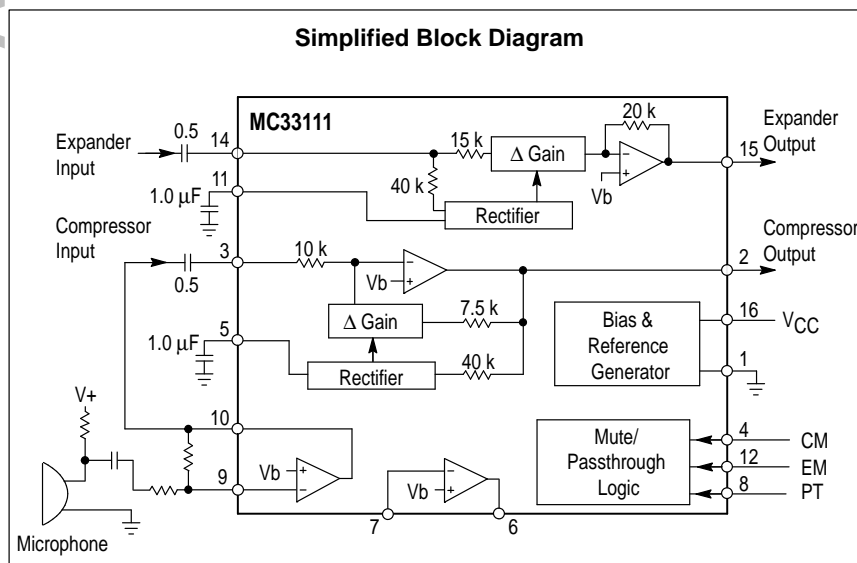 Simplified Block Diagram
MC33111
Expander
Input
0.5
14
15 k
Δ Gain
20 k
Vb
15
Expander
Output
11
1.0 μF
40 k
Rectifier
Compressor
Input
0.5
3
10 k
Vb
2
Compressor
Output
Δ Gain
7.5 k
5
1.0 μF
Rectifier
40 k
Bias &
Reference
Generator
16
VCC
1
V+
10
9
Vb
Microphone
7
Vb
6
Mute/
Passthrough
Logic
4
CM
12
EM
8
PT